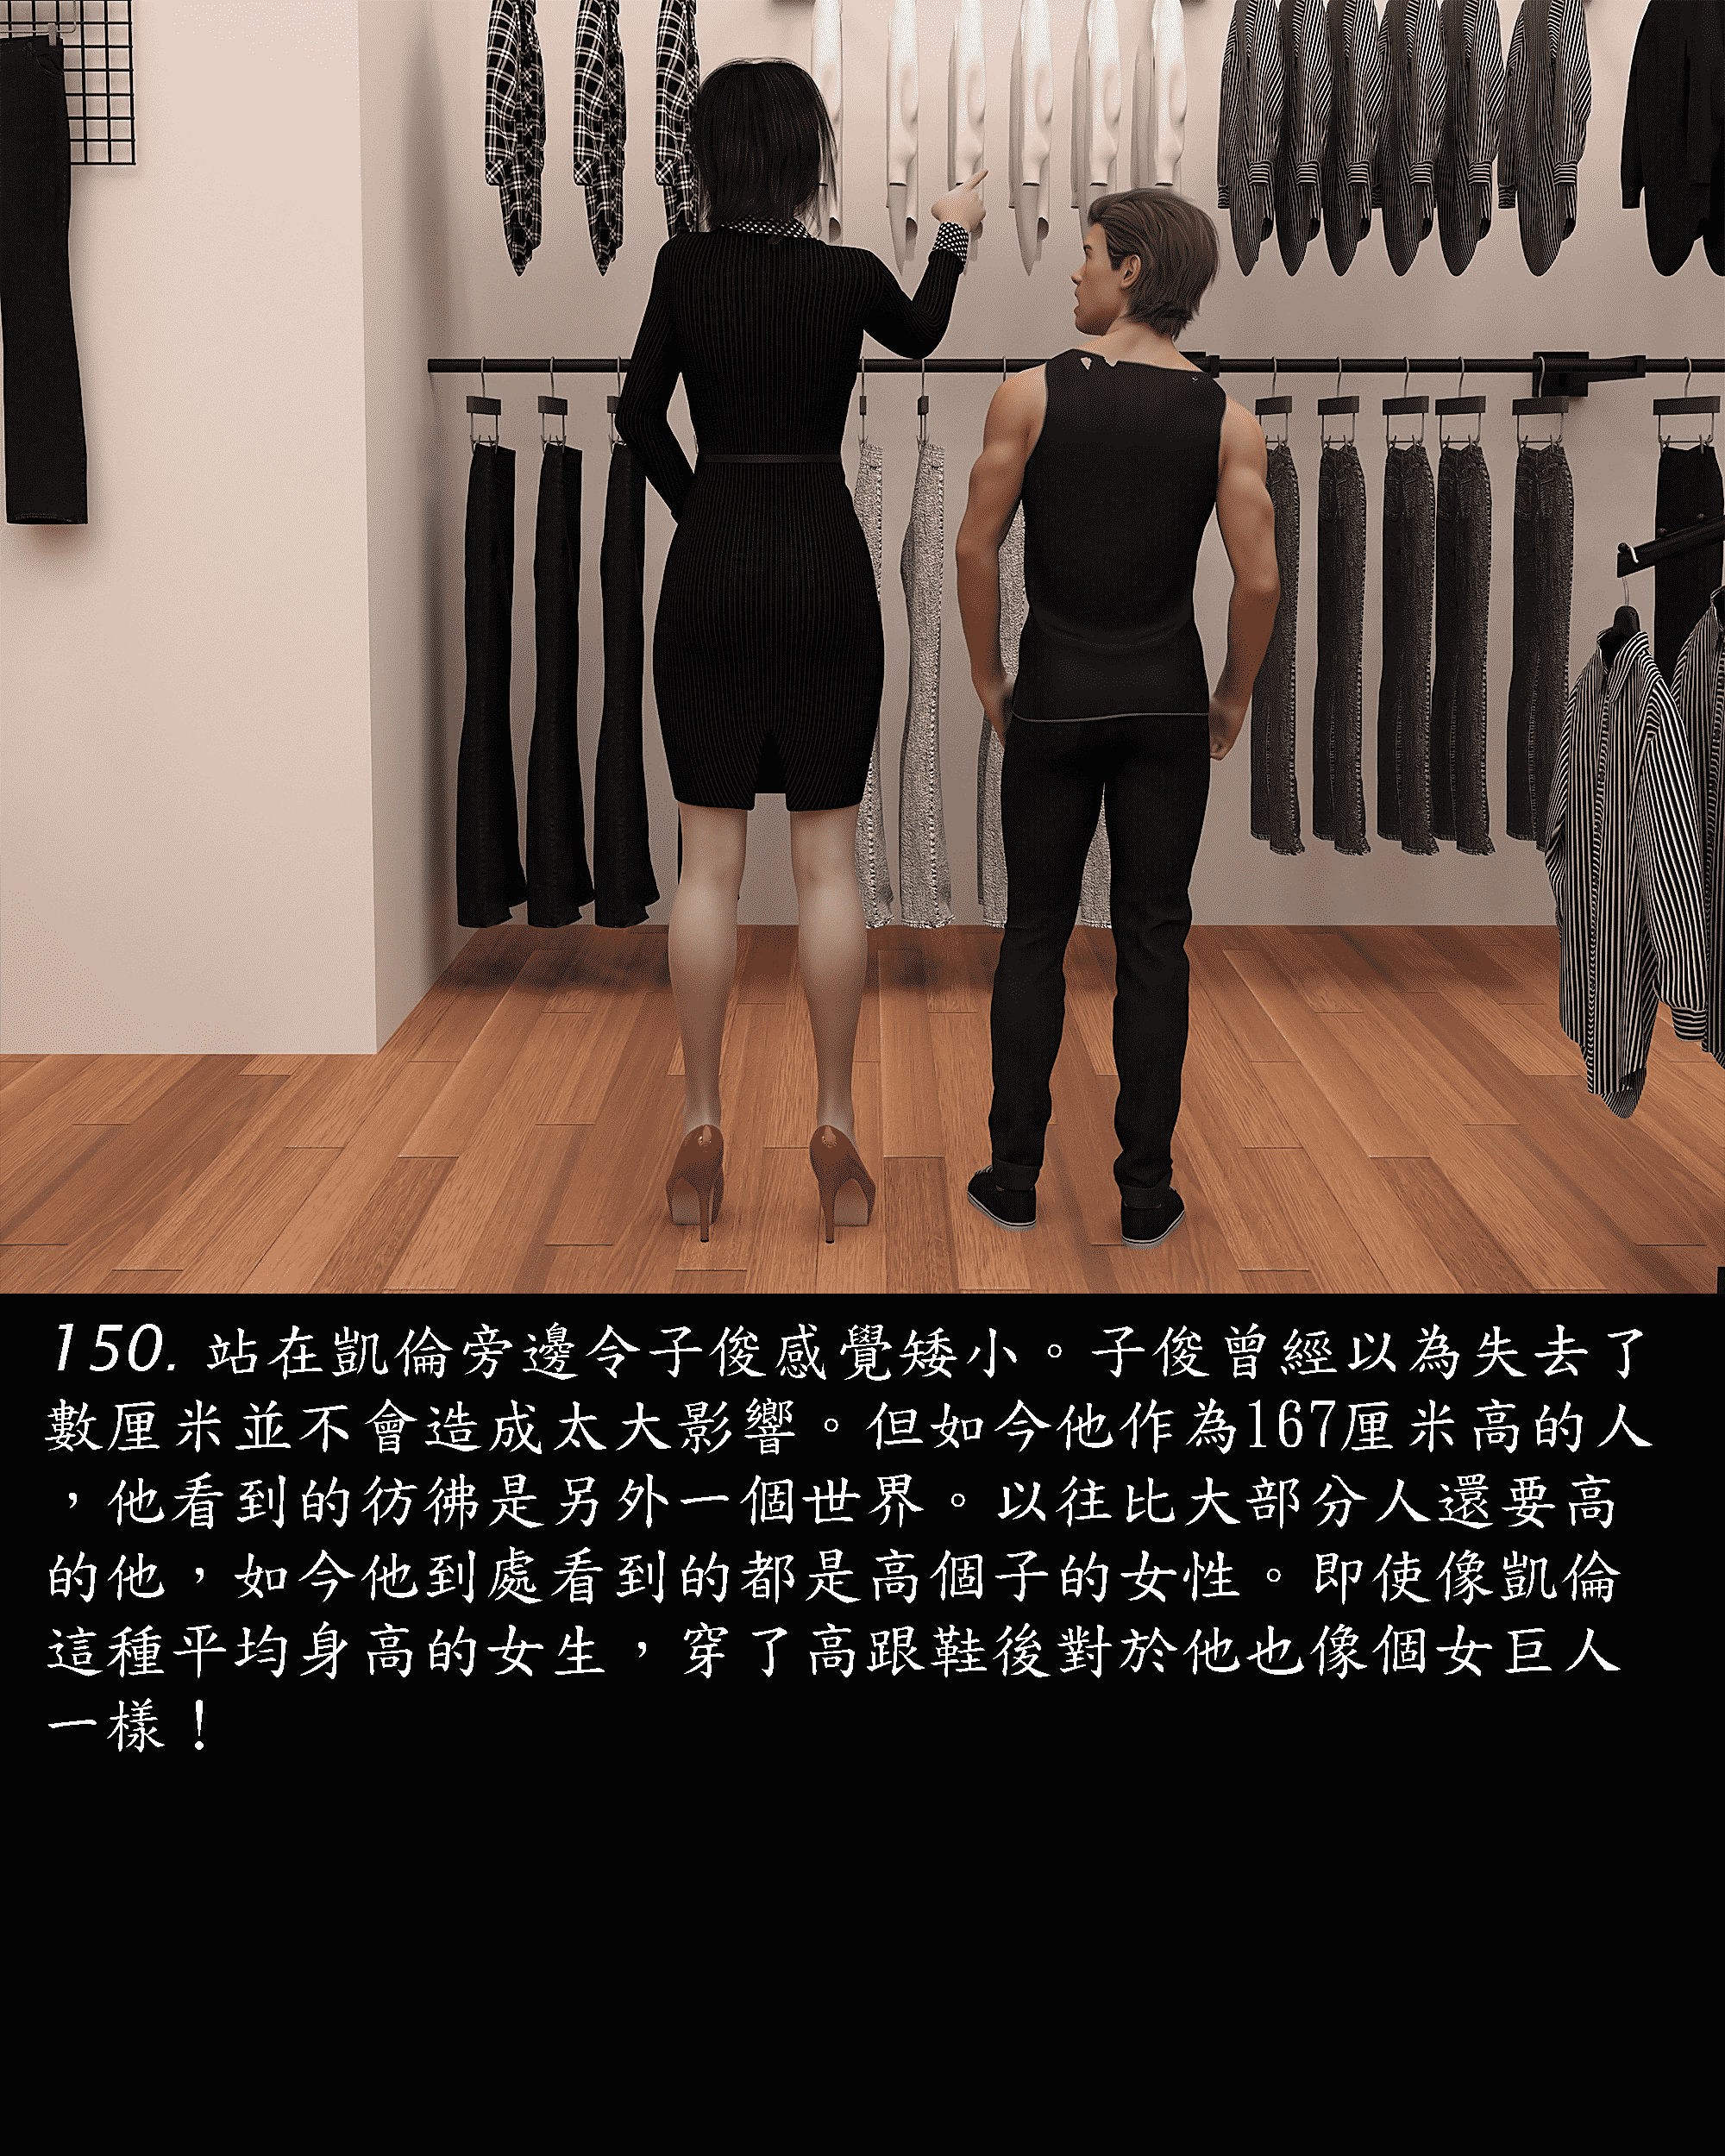 150. 站在凱倫旁邊令子俊感覺矮小。子俊曾經以為失去了
數厘米並不會造成太大影響。但如今他作為167厘米高的人
，他看到的彷彿是另外一個世界。以往比大部分人還要高
的他，如今他到處看到的都是高個子的女性。即使像凱倫
這種平均身高的女生，穿了高跟鞋後對於他也像個女巨人
一樣！